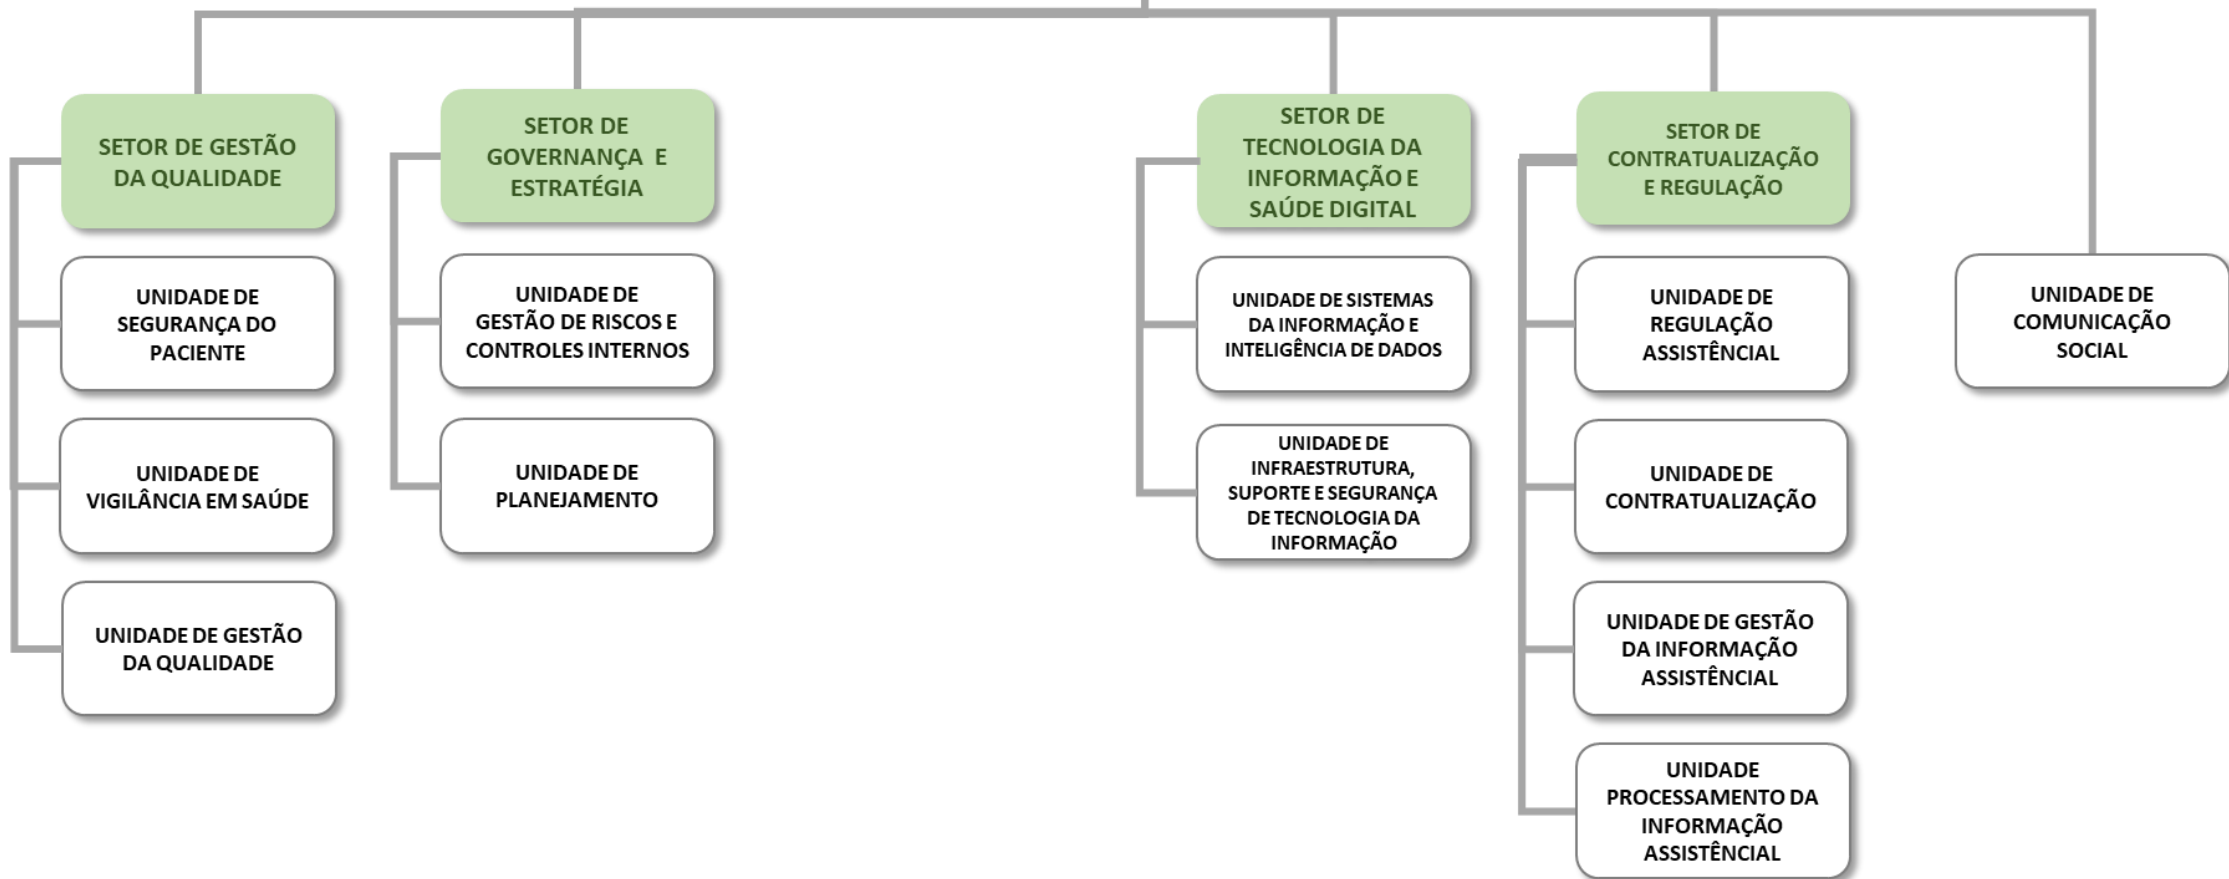 SETOR DE GESTÃO
DA QUALIDADE
UNIDADE DE
SEGURANÇA DO
PACIENTE
UNIDADE DE
VIGILÂNCIA EM SAÚDE
UNIDADE DE GESTÃO
DA QUALIDADE
SETOR DE
GOVERNANÇA E
ESTRATÉGIA
UNIDADE DE
GESTÃO DE RISCOS E
CONTROLES INTERNOS
UNIDADE DE
PLANEJAMENTO
SETOR DE
TECNOLOGIA DA
INFORMAÇÃO E
SAÚDE DIGITAL
UNIDADE DE SISTEMAS
DA INFORMAÇÃO E
INTELIGÊNCIA DE DADOS
UNIDADE DE
INFRAESTRUTURA,
SUPORTE E SEGURANÇA
DE TECNOLOGIA DA
INFORMAÇÃO
SETOR DE
CONTRATUALIZAÇÃO
E REGULAÇÃO
UNIDADE DE
REGULAÇÃO
ASSISTÊNCIAL
UNIDADE DE
CONTRATUALIZAÇÃO
UNIDADE DE GESTÃO
DA INFORMAÇÃO
ASSISTÊNCIAL
UNIDADE
PROCESSAMENTO DA
INFORMAÇÃO
ASSISTÊNCIAL
UNIDADE DE
COMUNICAÇÃO
SOCIAL